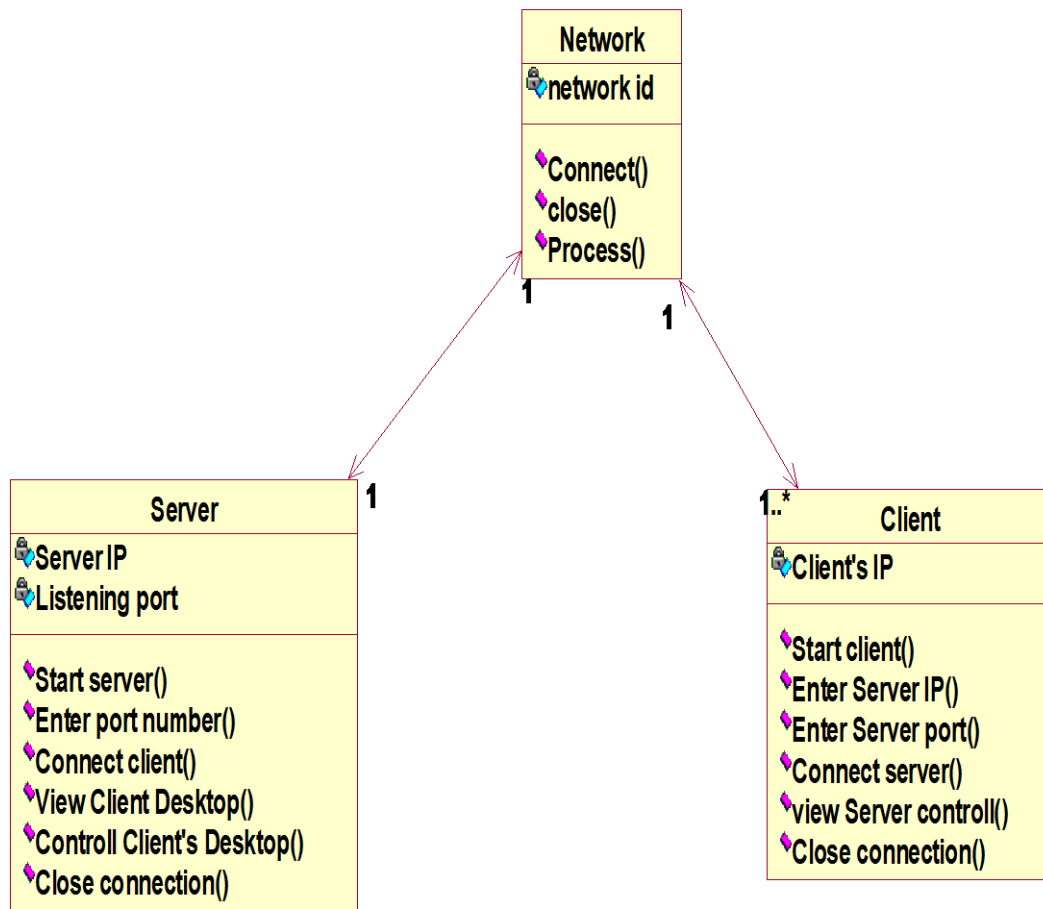 Network
network id
Connect()
close()
Process()
1
1
1
Server
Server IP
Listening port
Start server()
Enter port number()
Connect client()
View Client Desktop()
Controll Client's Desktop()
Close connection()
1..*
Client
Client's IP
Start client()
Enter Server IP()
Enter Server port()
Connect server()
view Server controll()
Close connection()